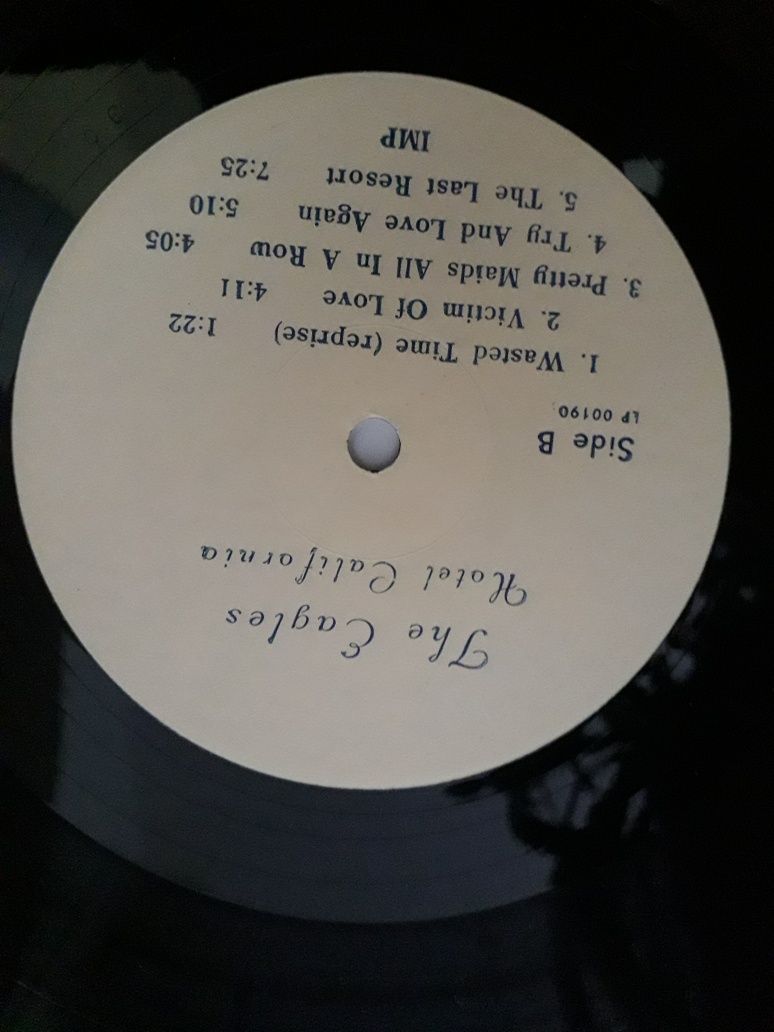 The Eagles
Hotel California
Side B
LP 00190
1. Wasted Time (reprise) 1:22
2. Victim Of Love 4:11
3. Pretty Maids All In A Row 4:05
4. Try And Love Again 5:10
5. The Last Resort 7:25
IMP